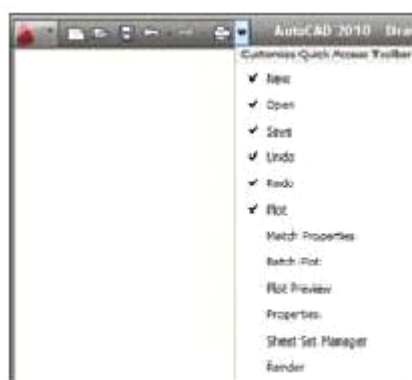 AutoCAD 2010 Dra
Customize Quick Access Toolbar
New
Open
Save
Undo
Redo
Plot
Match Properties
Batch Plot
Plot Preview
Properties
Sheet Set Manager
Render